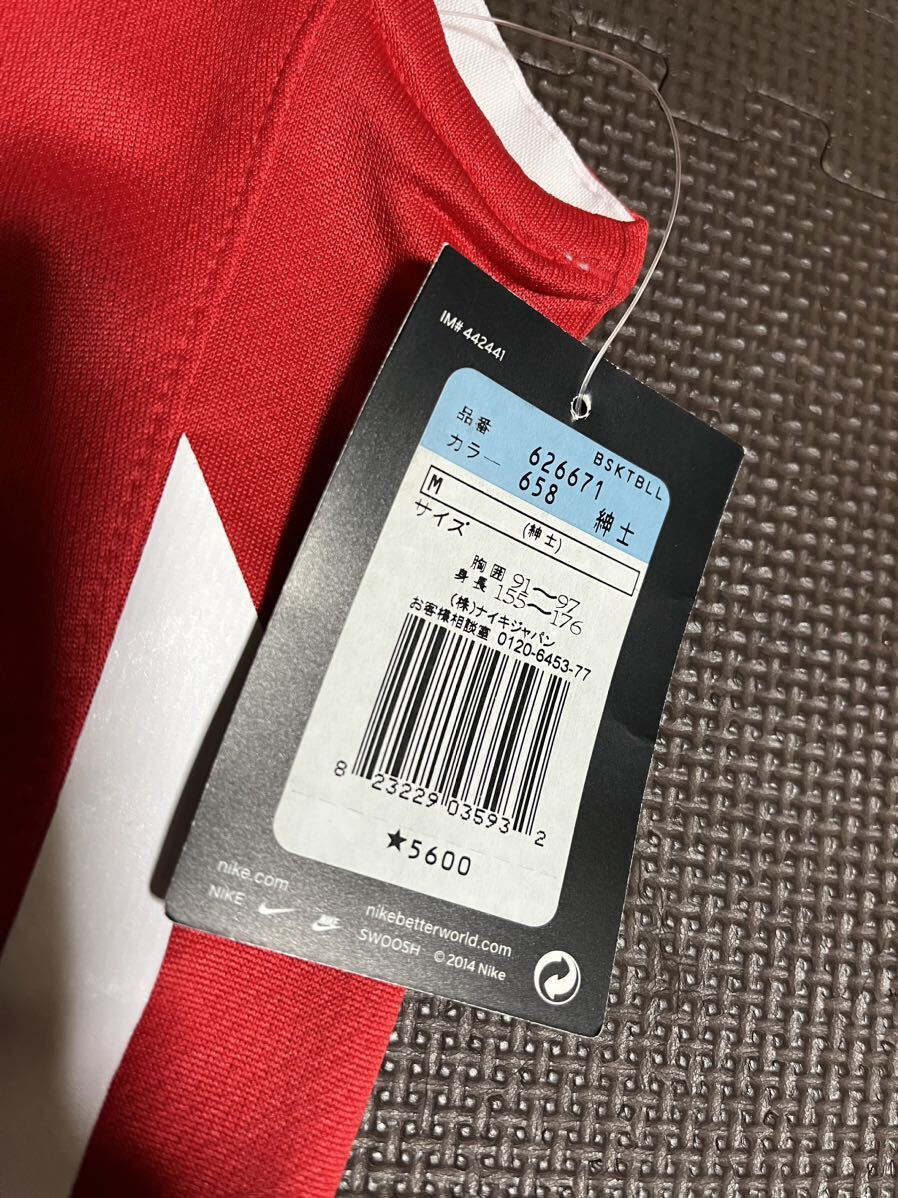 IM# 442441
BSKTBLL
品番 626671
カラー 658 紳士
M
サイズ (紳士)
胸囲 91〜97
身長 155〜176
(株)ナイキジャパン
お客様相談室 0120-6453-77
8 23229 03593 2
★5600
nike.com
NIKE NIKE
nikebetterworld.com
SWOOSH © 2014 Nike